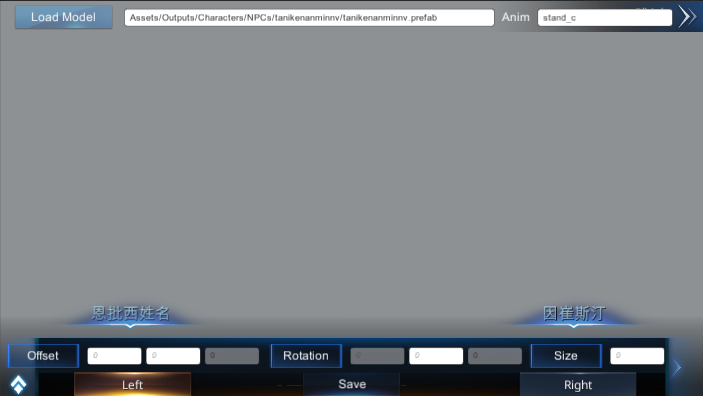 Load Model Assets/Outputs/Characters/NPCs/tanikenanminnv/tanikenanminnv.prefab Anim stand_c
恩批西姓名 因崔斯汀
Offset 0 0 0 Rotation 0 0 0 Size 0
Left Save Right